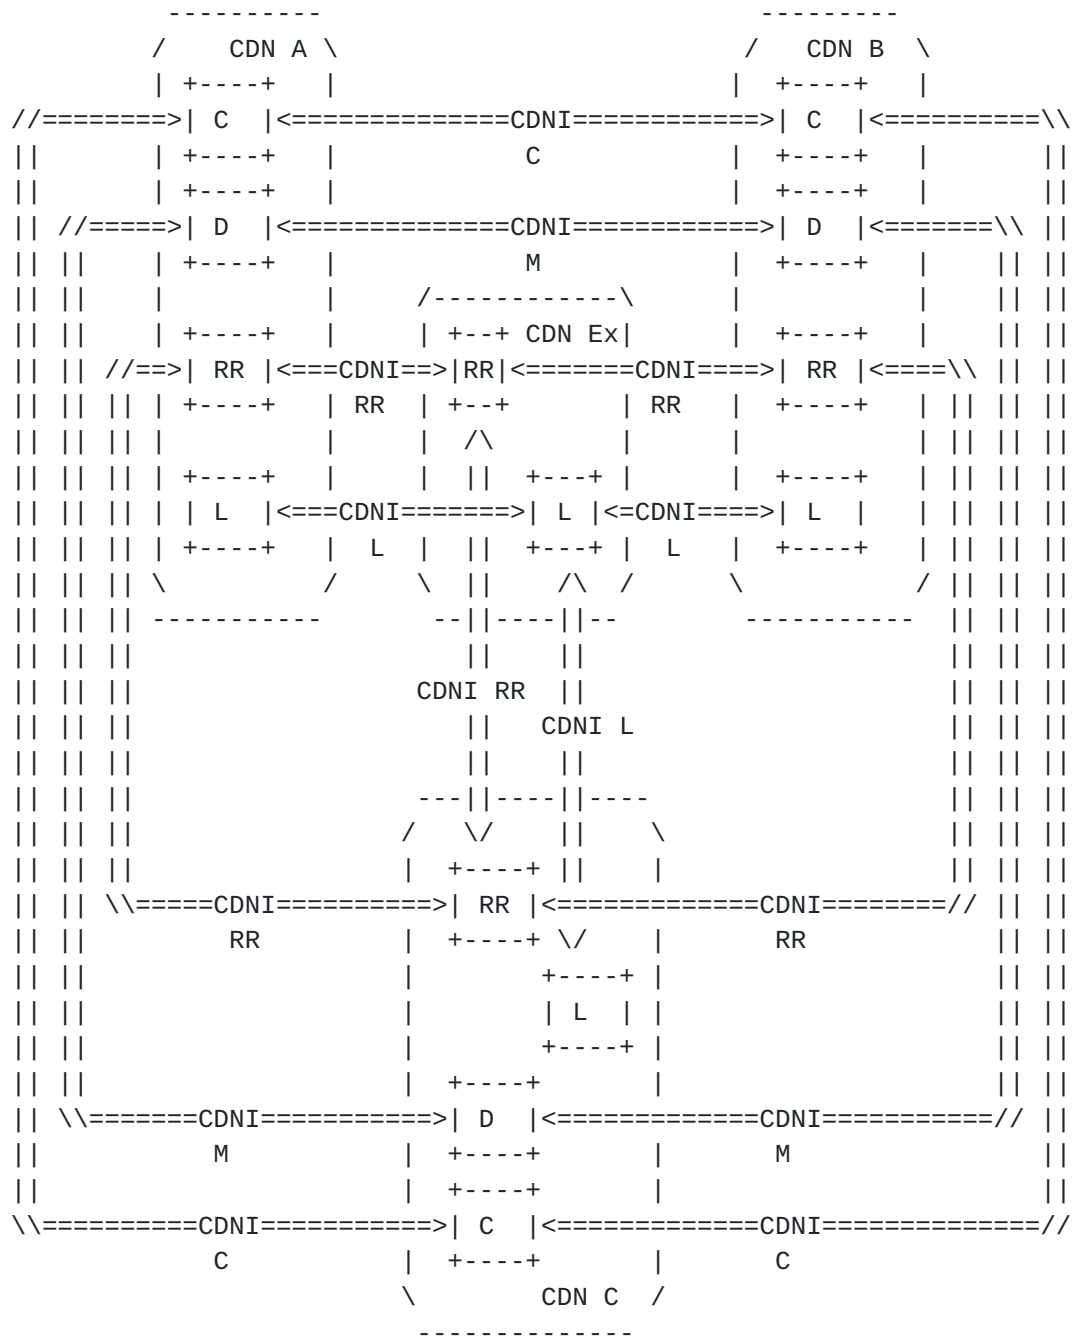 ----------                            ---------
     /    CDN A \                          /   CDN B  \
     | +----+   |                         |  +----+   |
//========>| C  |<==============CDNI============>| C  |<==========\\
||       | +----+   |            C            |  +----+   |       ||
||       | +----+   |                         |  +----+   |       ||
|| //=====>| D  |<==============CDNI============>| D  |<=======\\ ||
|| ||    | +----+   |            M            |  +----+   |    || ||
|| ||    |          |     /------------\      |           |    || ||
|| ||    | +----+   |     | +--+ CDN Ex|      |  +----+   |    || ||
|| || //==>| RR |<===CDNI==>|RR|<=======CDNI====>| RR |<====\\ || ||
|| || || | +----+   | RR  | +--+       | RR   |  +----+   | || || ||
|| || || |          |     |  /\        |      |           | || || ||
|| || || | +----+   |     |  ||  +---+ |      |  +----+   | || || ||
|| || || | | L  |<===CDNI=======>| L |<=CDNI====>| L  |   | || || ||
|| || || | +----+   |  L  |  ||  +---+ |  L   |  +----+   | || || ||
|| || || \          /     \  ||    /\  /      \           / || || ||
|| || || -----------       --||----||--        -----------  || || ||
|| || ||                     ||    ||                       || || ||
|| || ||                  CDNI RR  ||                       || || ||
|| || ||                     ||  CDNI L                     || || ||
|| || ||                     ||    ||                       || || ||
|| || ||                  ---||----||----                   || || ||
|| || ||                 /   \/    ||    \                  || || ||
|| || ||                 |  +----+ ||    |                  || || ||
|| || \\=====CDNI==========>| RR |<=============CDNI========// || ||
|| ||         RR         |  +----+ \/    |       RR            || ||
|| ||                    |        +----+ |                     || ||
|| ||                    |        | L  | |                     || ||
|| ||                    |        +----+ |                     || ||
|| ||                    |  +----+       |                     || ||
|| \\=======CDNI===========>| D  |<=============CDNI===========// ||
||           M           |  +----+       |       M                ||
||                       |  +----+       |                        ||
\\==========CDNI===========>| C  |<=============CDNI==============//
             C           |  +----+       |       C
                         \        CDN C  /
                          --------------